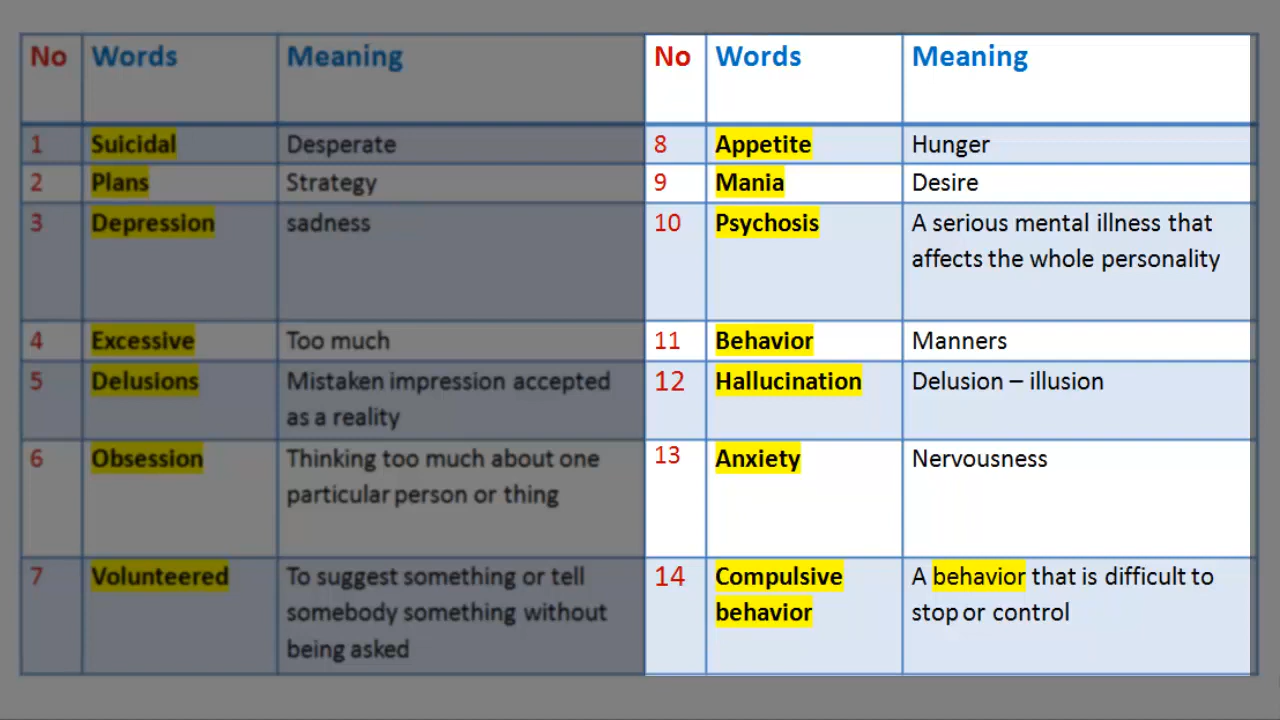 No Words Meaning
1 Suicidal Desperate
2 Plans Strategy
3 Depression sadness
4 Excessive Too much
5 Delusions Mistaken impression accepted
as a reality
6 Obsession Thinking too much about one
particular person or thing
7 Volunteered To suggest something or tell
somebody something without
being asked
No Words Meaning
8 Appetite Hunger
9 Mania Desire
10 Psychosis A serious mental illness that
affects the whole personality
11 Behavior Manners
12 Hallucination Delusion – illusion
13 Anxiety Nervousness
14 Compulsive A behavior that is difficult to
behavior stop or control